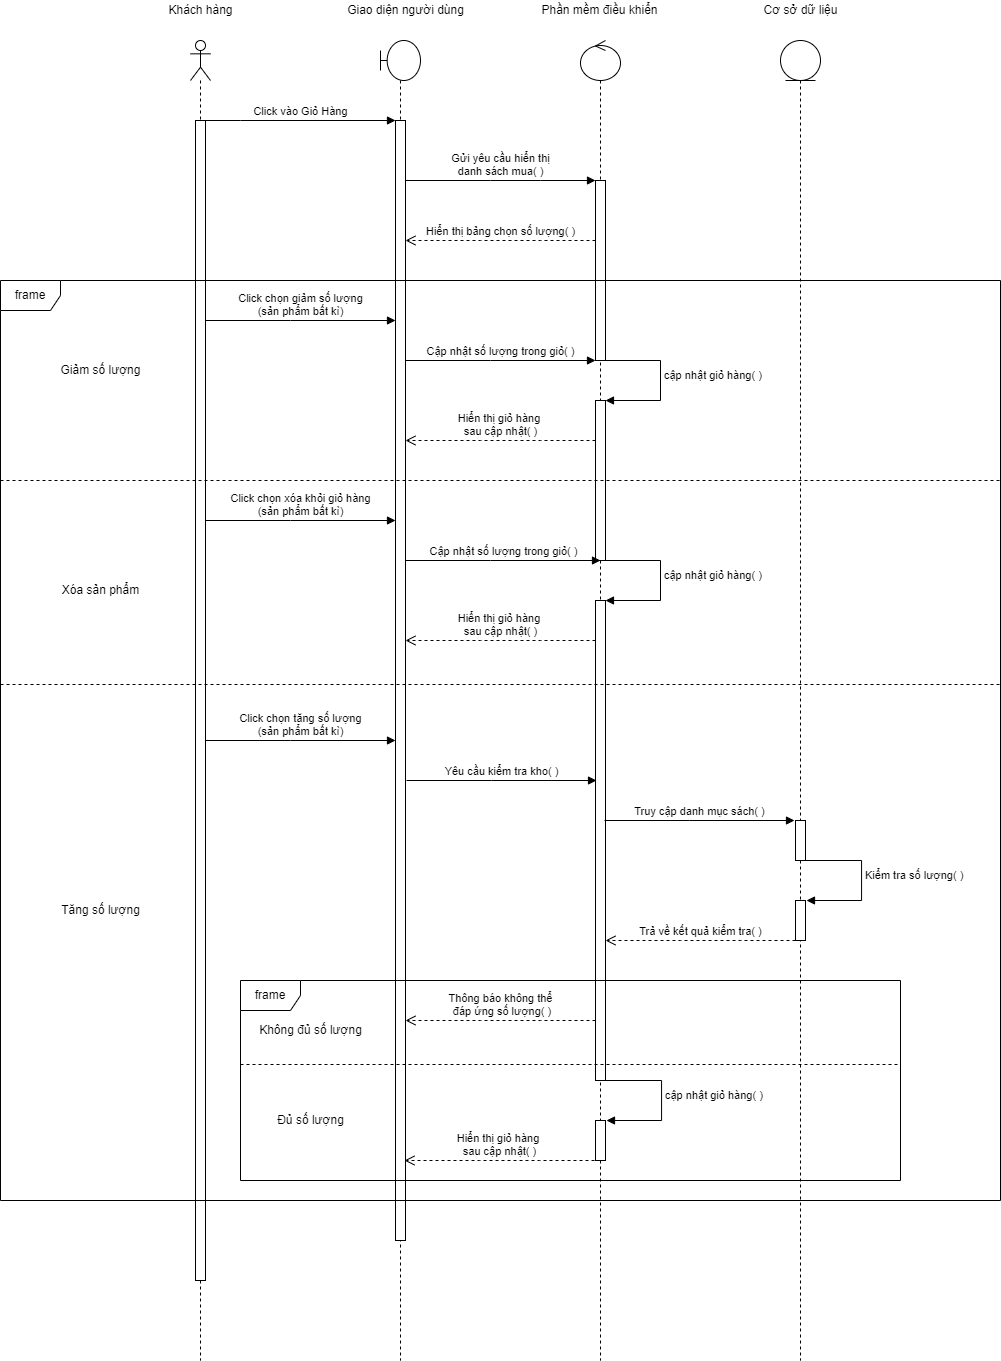 Khách hàng
Giao diện người dùng
Phần mềm điều khiển
Cơ sở dữ liệu
Click vào Giỏ Hàng
Gửi yêu cầu hiển thị
danh sách mua( )
Hiển thị bảng chọn số lượng( )
frame
Click chọn giảm số lượng
(sản phẩm bất kì)
Cập nhật số lượng trong giỏ( )
Giảm số lượng
cập nhật giỏ hàng( )
Hiển thị giỏ hàng
sau cập nhật( )
Click chọn xóa khỏi giỏ hàng
(sản phẩm bất kì)
Cập nhật số lượng trong giỏ( )
cập nhật giỏ hàng( )
Xóa sản phẩm
Hiển thị giỏ hàng
sau cập nhật( )
Click chọn tăng số lượng
(sản phẩm bất kì)
Yêu cầu kiểm tra kho( )
Truy cập danh mục sách( )
Kiểm tra số lượng( )
Tăng số lượng
Trả về kết quả kiểm tra( )
frame
Thông báo không thể
đáp ứng số lượng( )
Không đủ số lượng
cập nhật giỏ hàng( )
Đủ số lượng
Hiển thị giỏ hàng
sau cập nhật( )